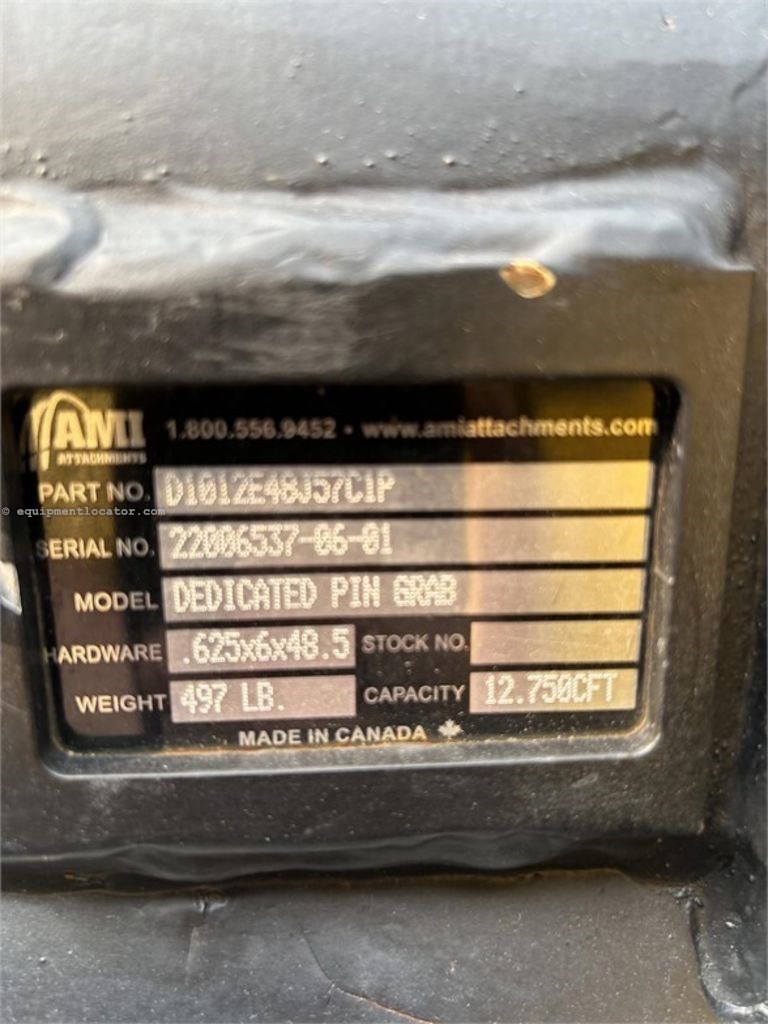 AMI ATTACHMENTS 1.800.556.9452 • www.amiattachments.com
PART NO. D1012E48J57C1P
© equipmentlocator.com
SERIAL NO. 22006537-06-01
MODEL DEDICATED PIN GRAB
HARDWARE .625x6x48.5 STOCK NO.
WEIGHT 497 LB. CAPACITY 12.750CFT
MADE IN CANADA